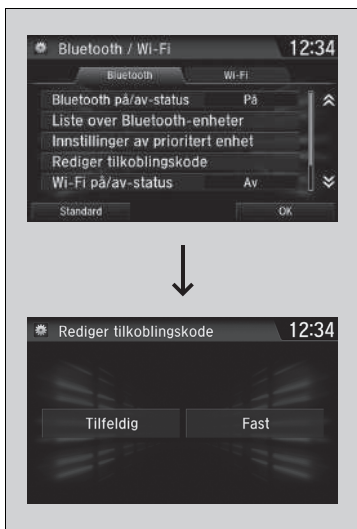 Bluetooth / Wi-Fi 12:34
Bluetooth Wi-Fi
Bluetooth på/av-status På
Liste over Bluetooth-enheter
Innstillinger av prioritert enhet
Rediger tilkoblingskode
Wi-Fi på/av-status Av
Standard OK
Rediger tilkoblingskode 12:34
Tilfeldig Fast